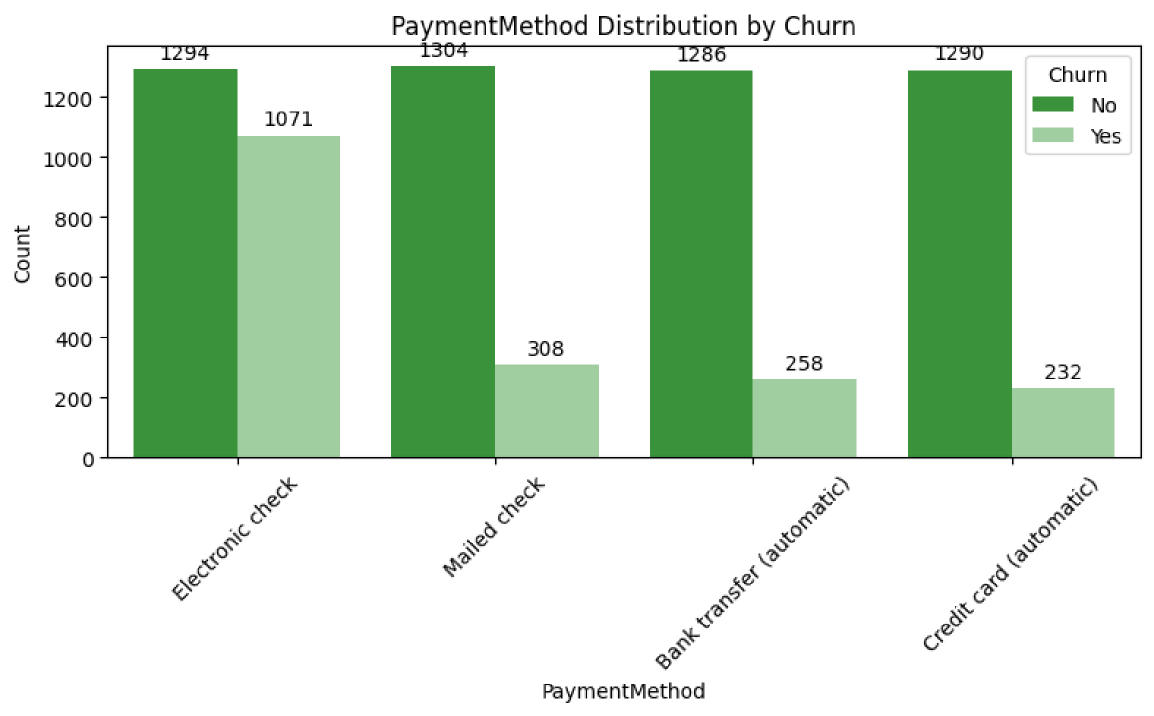 PaymentMethod Distribution by Churn
1294
1304
1286
1290
1071
308
258
232
Churn
No
Yes
1200
1000
800
600
400
200
0
Count
Electronic check
Mailed check
Bank transfer (automatic)
Credit card (automatic)
PaymentMethod